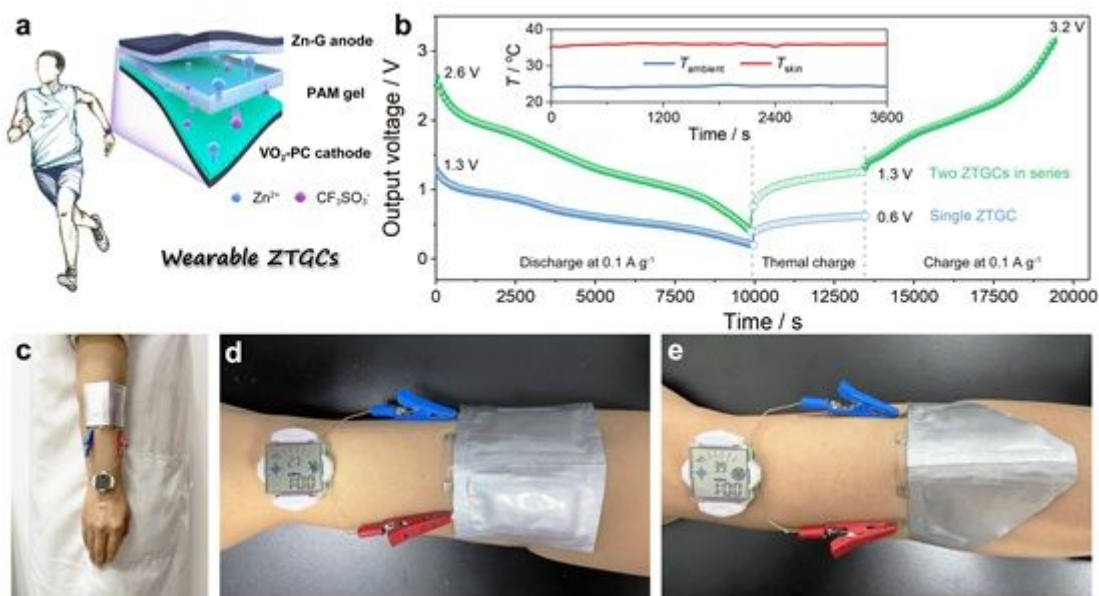 a
Zn-G anode
PAM gel
VO₂-PC cathode
Zn²⁺
CF₃SO₃⁻
Wearable ZTGCs
b
Output voltage / V
3
2
1
0
2.6 V
1.3 V
T / °C
40
30
20
T ambient
T skin
0
1200
2400
3600
Time / s
3.2 V
1.3 V
Two ZTGCs in series
0.6 V
Single ZTGC
Discharge at 0.1 A g⁻¹
Thermal charge
Charge at 0.1 A g⁻¹
0
2500
5000
7500
10000
12500
15000
17500
20000
Time / s
c
d
e